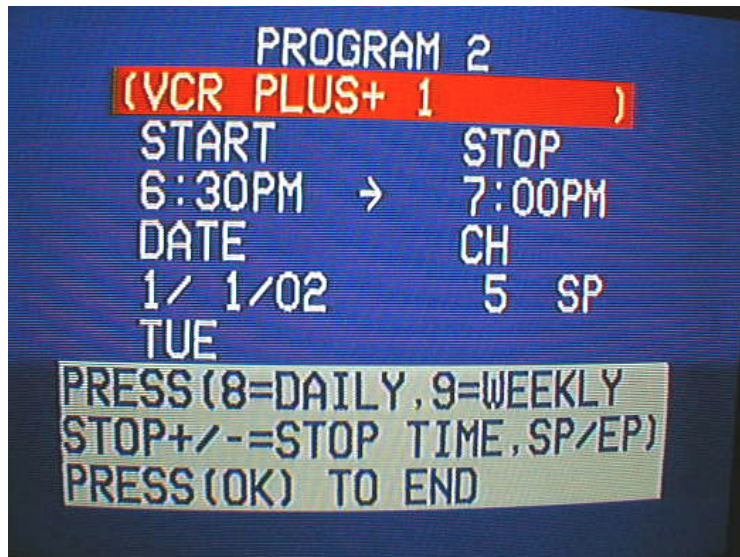 PROGRAM 2
(VCR PLUS+ 1 )
START STOP
6:30PM → 7:00PM
DATE CH
1/ 1/02 5 SP
TUE
PRESS(8=DAILY,9=WEEKLY
STOP+/-=STOP TIME,SP/EP)
PRESS(OK) TO END